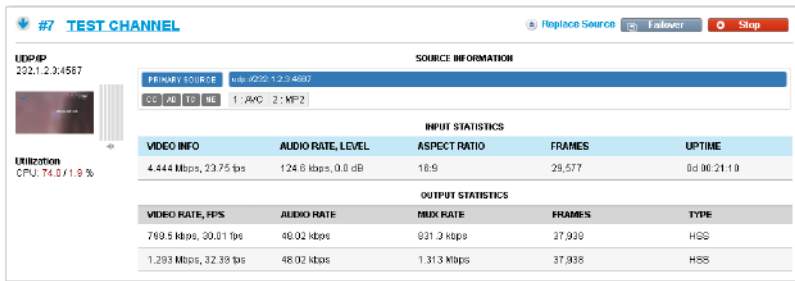 #7 TEST CHANNEL
Replace Source Failover Stop
UDP/IP
232.1.2.3:4567
Utilization
CPU: 74.0 / 1.9 %
SOURCE INFORMATION
PRIMARY SOURCE udp://232.1.2.3:4567
CC AD TC NE 1 : AVC 2 : MP2
INPUT STATISTICS
VIDEO INFO AUDIO RATE, LEVEL ASPECT RATIO FRAMES UPTIME
4.444 Mbps, 23.75 fps 124.6 kbps, 0.0 dB 16:9 29,577 0d 00:21:10
OUTPUT STATISTICS
VIDEO RATE, FPS AUDIO RATE MUX RATE FRAMES TYPE
799.5 kbps, 30.01 fps 48.02 kbps 831.3 kbps 37,938 HSS
1.293 Mbps, 32.39 fps 48.02 kbps 1.313 Mbps 37,938 HSS